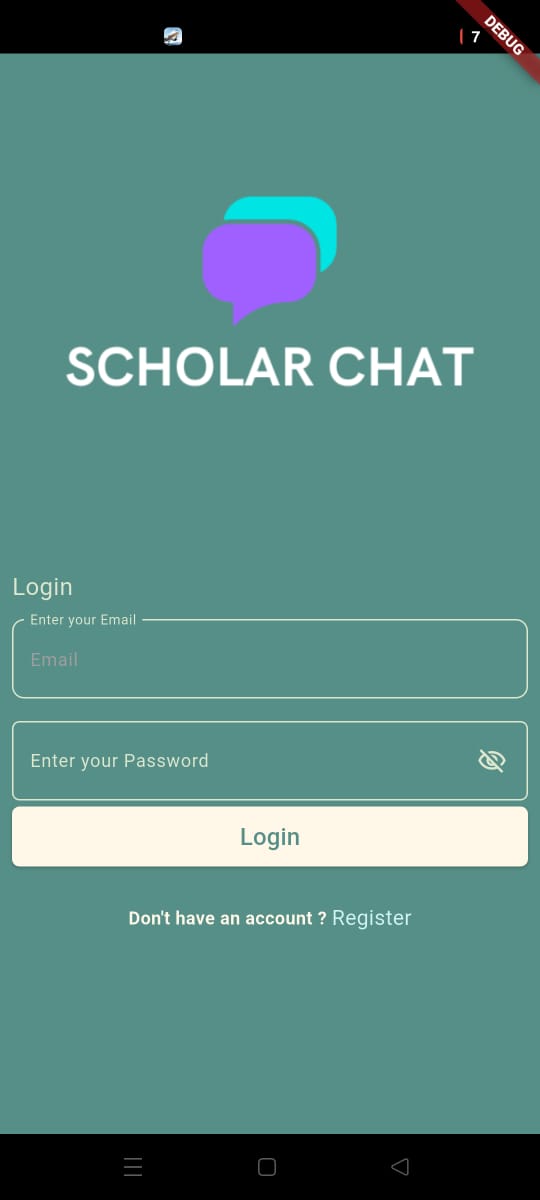 7
DEBUG
SCHOLAR CHAT
Login
Enter your Email
Email
Enter your Password
Login
Don't have an account ? Register